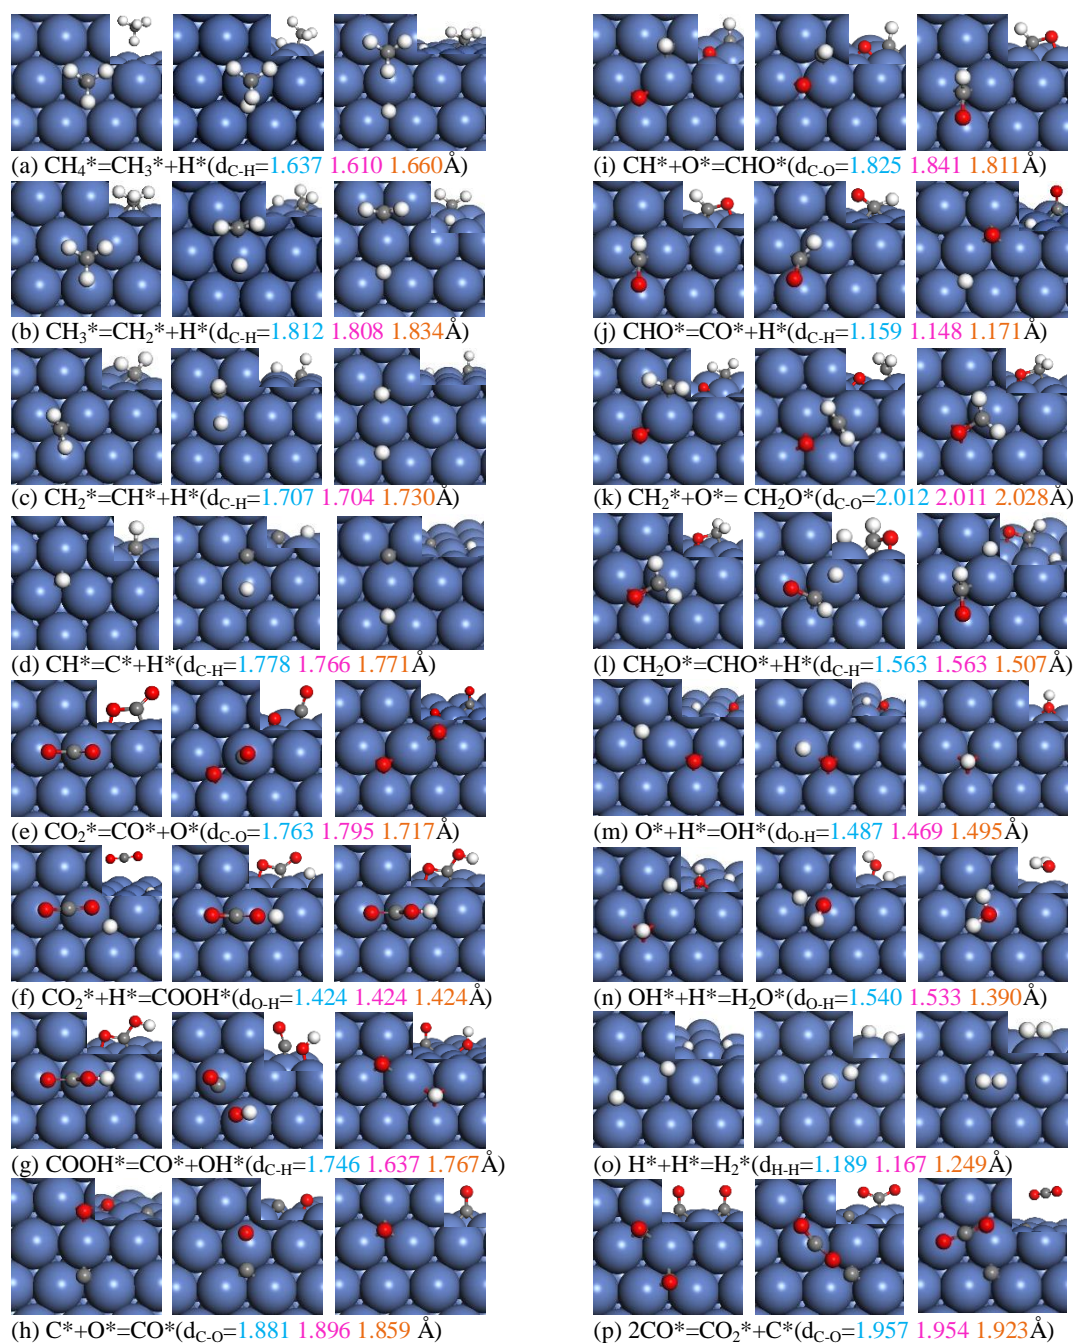 (a) CH4*=CH3*+H*(dC-H=1.637 1.610 1.660Å)
(b) CH3*=CH2*+H*(dC-H=1.812 1.808 1.834Å)
(c) CH2*=CH*+H*(dC-H=1.707 1.704 1.730Å)
(d) CH*=C*+H*(dC-H=1.778 1.766 1.771Å)
(e) CO2*=CO*+O*(dC-O=1.763 1.795 1.717Å)
(f) CO2*+H*=COOH*(dO-H=1.424 1.424 1.424Å)
(g) COOH*=CO*+OH*(dC-H=1.746 1.637 1.767Å)
(h) C*+O*=CO*(dC-O=1.881 1.896 1.859 Å)
(i) CH*+O*=CHO*(dC-O=1.825 1.841 1.811Å)
(j) CHO*=CO*+H*(dC-H=1.159 1.148 1.171Å)
(k) CH2*+O*= CH2O*(dC-O=2.012 2.011 2.028Å)
(l) CH2O*=CHO*+H*(dC-H=1.563 1.563 1.507Å)
(m) O*+H*=OH*(dO-H=1.487 1.469 1.495Å)
(n) OH*+H*=H2O*(dO-H=1.540 1.533 1.390Å)
(o) H*+H*=H2*(dH-H=1.189 1.167 1.249Å)
(p) 2CO*=CO2*+C*(dC-O=1.957 1.954 1.923Å)